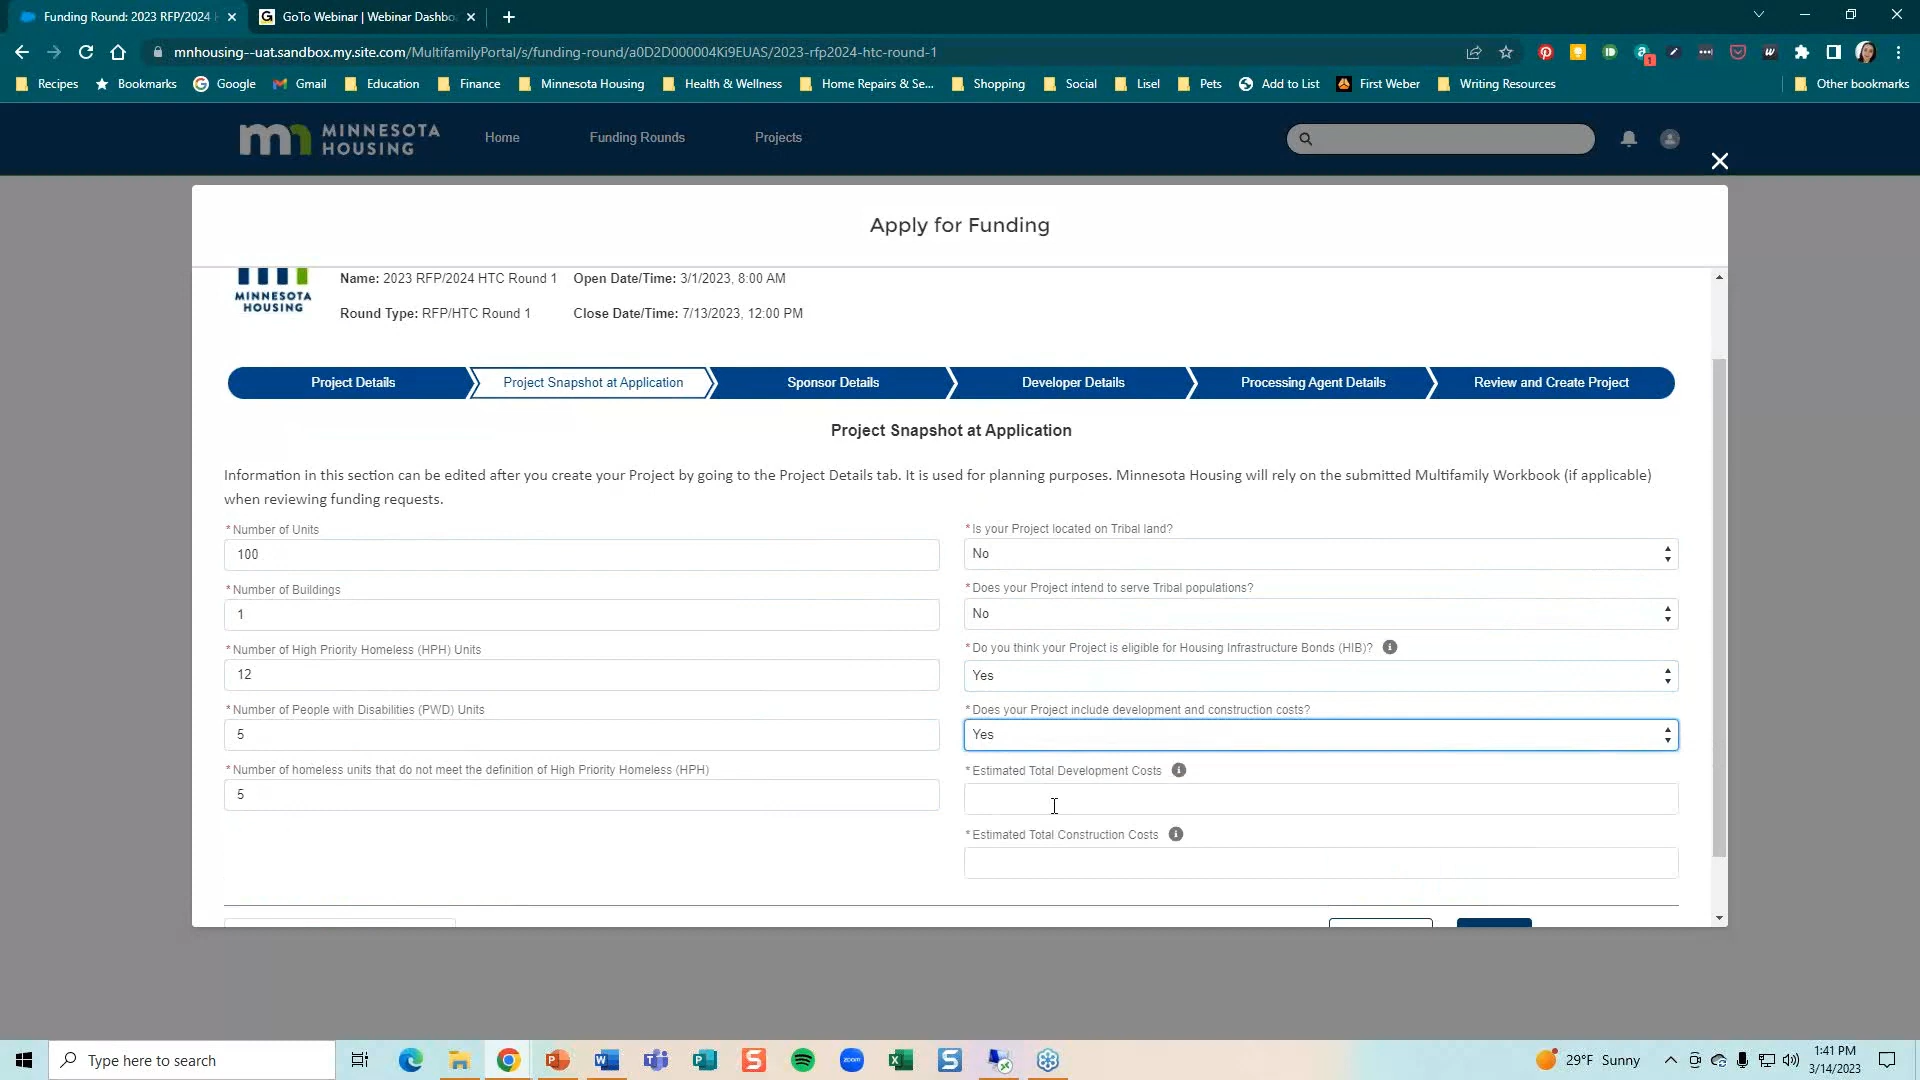 Funding Round: 2023 RFP/2024
GoTo Webinar | Webinar Dashbo
mnhousing--uat.sandbox.my.site.com/MultifamilyPortal/s/funding-round/a0D2D000004Ki9EUAS/2023-rfp2024-htc-round-1
Recipes Bookmarks Google Gmail Education Finance Minnesota Housing Health & Wellness Home Repairs & Se... Shopping Social Lisel Pets Add to List First Weber Writing Resources Other bookmarks
MINNESOTA HOUSING
Home Funding Rounds Projects
Apply for Funding
MINNESOTA HOUSING
Name: 2023 RFP/2024 HTC Round 1 Open Date/Time: 3/1/2023, 8:00 AM
Round Type: RFP/HTC Round 1 Close Date/Time: 7/13/2023, 12:00 PM
Project Details Project Snapshot at Application Sponsor Details Developer Details Processing Agent Details Review and Create Project
Project Snapshot at Application
Information in this section can be edited after you create your Project by going to the Project Details tab. It is used for planning purposes. Minnesota Housing will rely on the submitted Multifamily Workbook (if applicable)
when reviewing funding requests.
*Number of Units
100
*Number of Buildings
1
*Number of High Priority Homeless (HPH) Units
12
*Number of People with Disabilities (PWD) Units
5
*Number of homeless units that do not meet the definition of High Priority Homeless (HPH)
5
*Is your Project located on Tribal land?
No
*Does your Project intend to serve Tribal populations?
No
*Do you think your Project is eligible for Housing Infrastructure Bonds (HIB)?
Yes
*Does your Project include development and construction costs?
Yes
*Estimated Total Development Costs
*Estimated Total Construction Costs
Type here to search
29°F Sunny
1:41 PM
3/14/2023